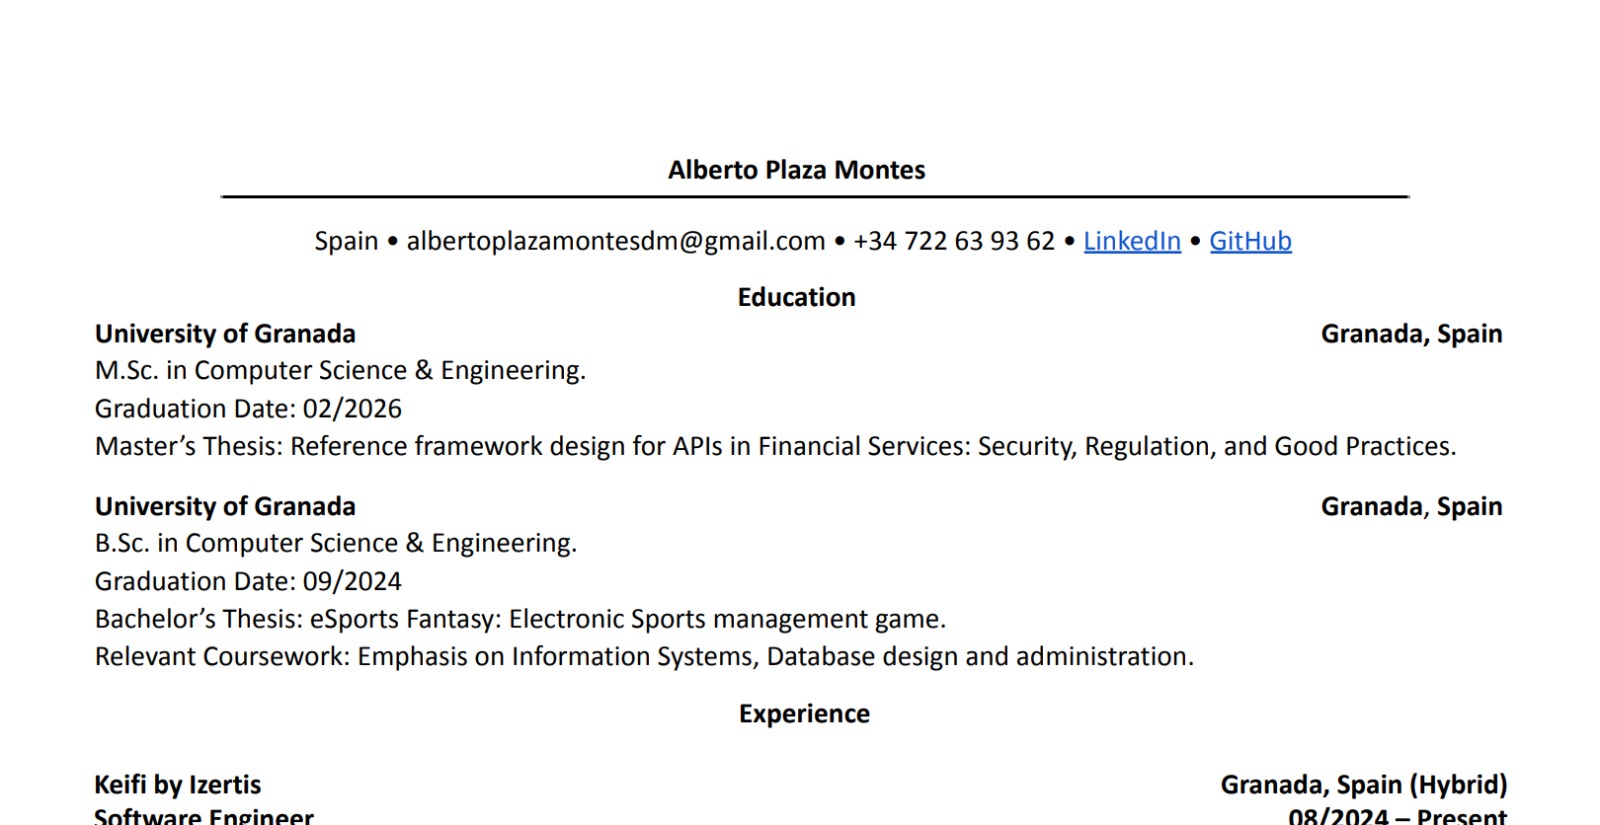 Alberto Plaza Montes
Spain • albertoplazamontesdm@gmail.com • +34 722 63 93 62 • LinkedIn • GitHub
Education
University of Granada Granada, Spain
M.Sc. in Computer Science & Engineering.
Graduation Date: 02/2026
Master’s Thesis: Reference framework design for APIs in Financial Services: Security, Regulation, and Good Practices.
University of Granada Granada, Spain
B.Sc. in Computer Science & Engineering.
Graduation Date: 09/2024
Bachelor’s Thesis: eSports Fantasy: Electronic Sports management game.
Relevant Coursework: Emphasis on Information Systems, Database design and administration.
Experience
Keifi by Izertis Granada, Spain (Hybrid)
Software Engineer 08/2024 – Present